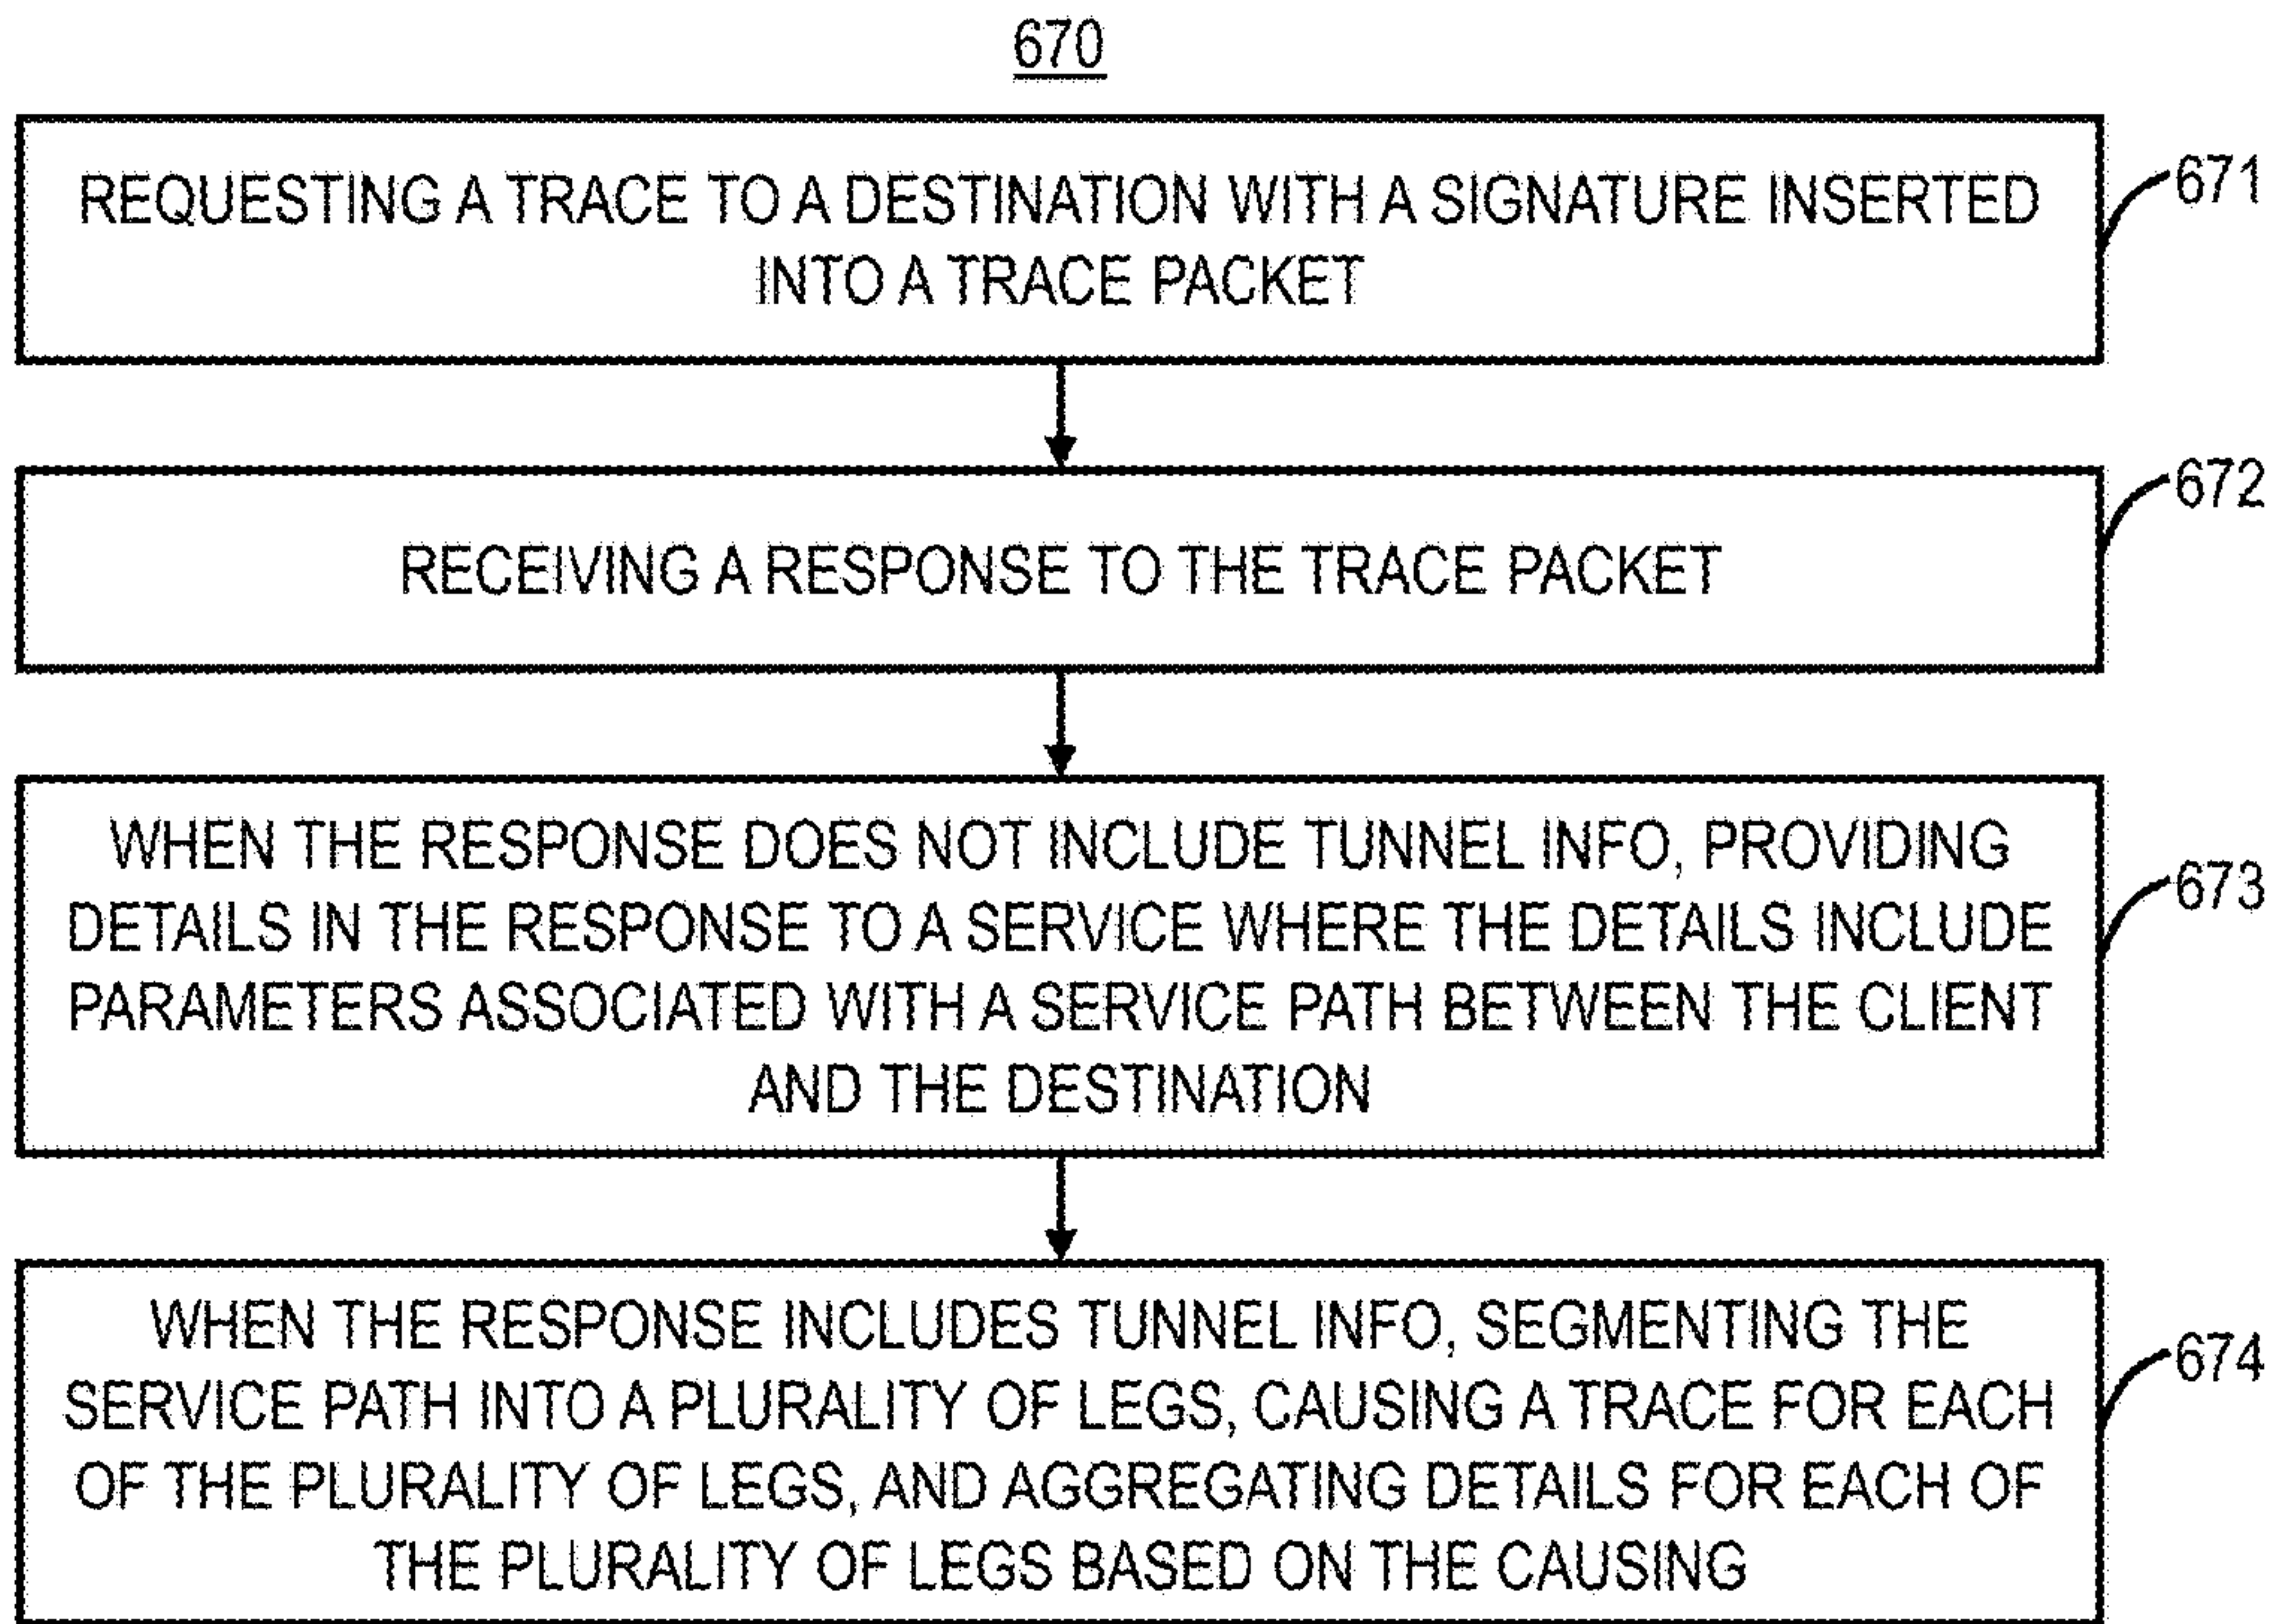 670
REQUESTING A TRACE TO A DESTINATION WITH A SIGNATURE INSERTED
INTO A TRACE PACKET
671
RECEIVING A RESPONSE TO THE TRACE PACKET
672
WHEN THE RESPONSE DOES NOT INCLUDE TUNNEL INFO, PROVIDING
DETAILS IN THE RESPONSE TO A SERVICE WHERE THE DETAILS INCLUDE
PARAMETERS ASSOCIATED WITH A SERVICE PATH BETWEEN THE CLIENT
AND THE DESTINATION
673
WHEN THE RESPONSE INCLUDES TUNNEL INFO, SEGMENTING THE
SERVICE PATH INTO A PLURALITY OF LEGS, CAUSING A TRACE FOR EACH
OF THE PLURALITY OF LEGS, AND AGGREGATING DETAILS FOR EACH OF
THE PLURALITY OF LEGS BASED ON THE CAUSING
674